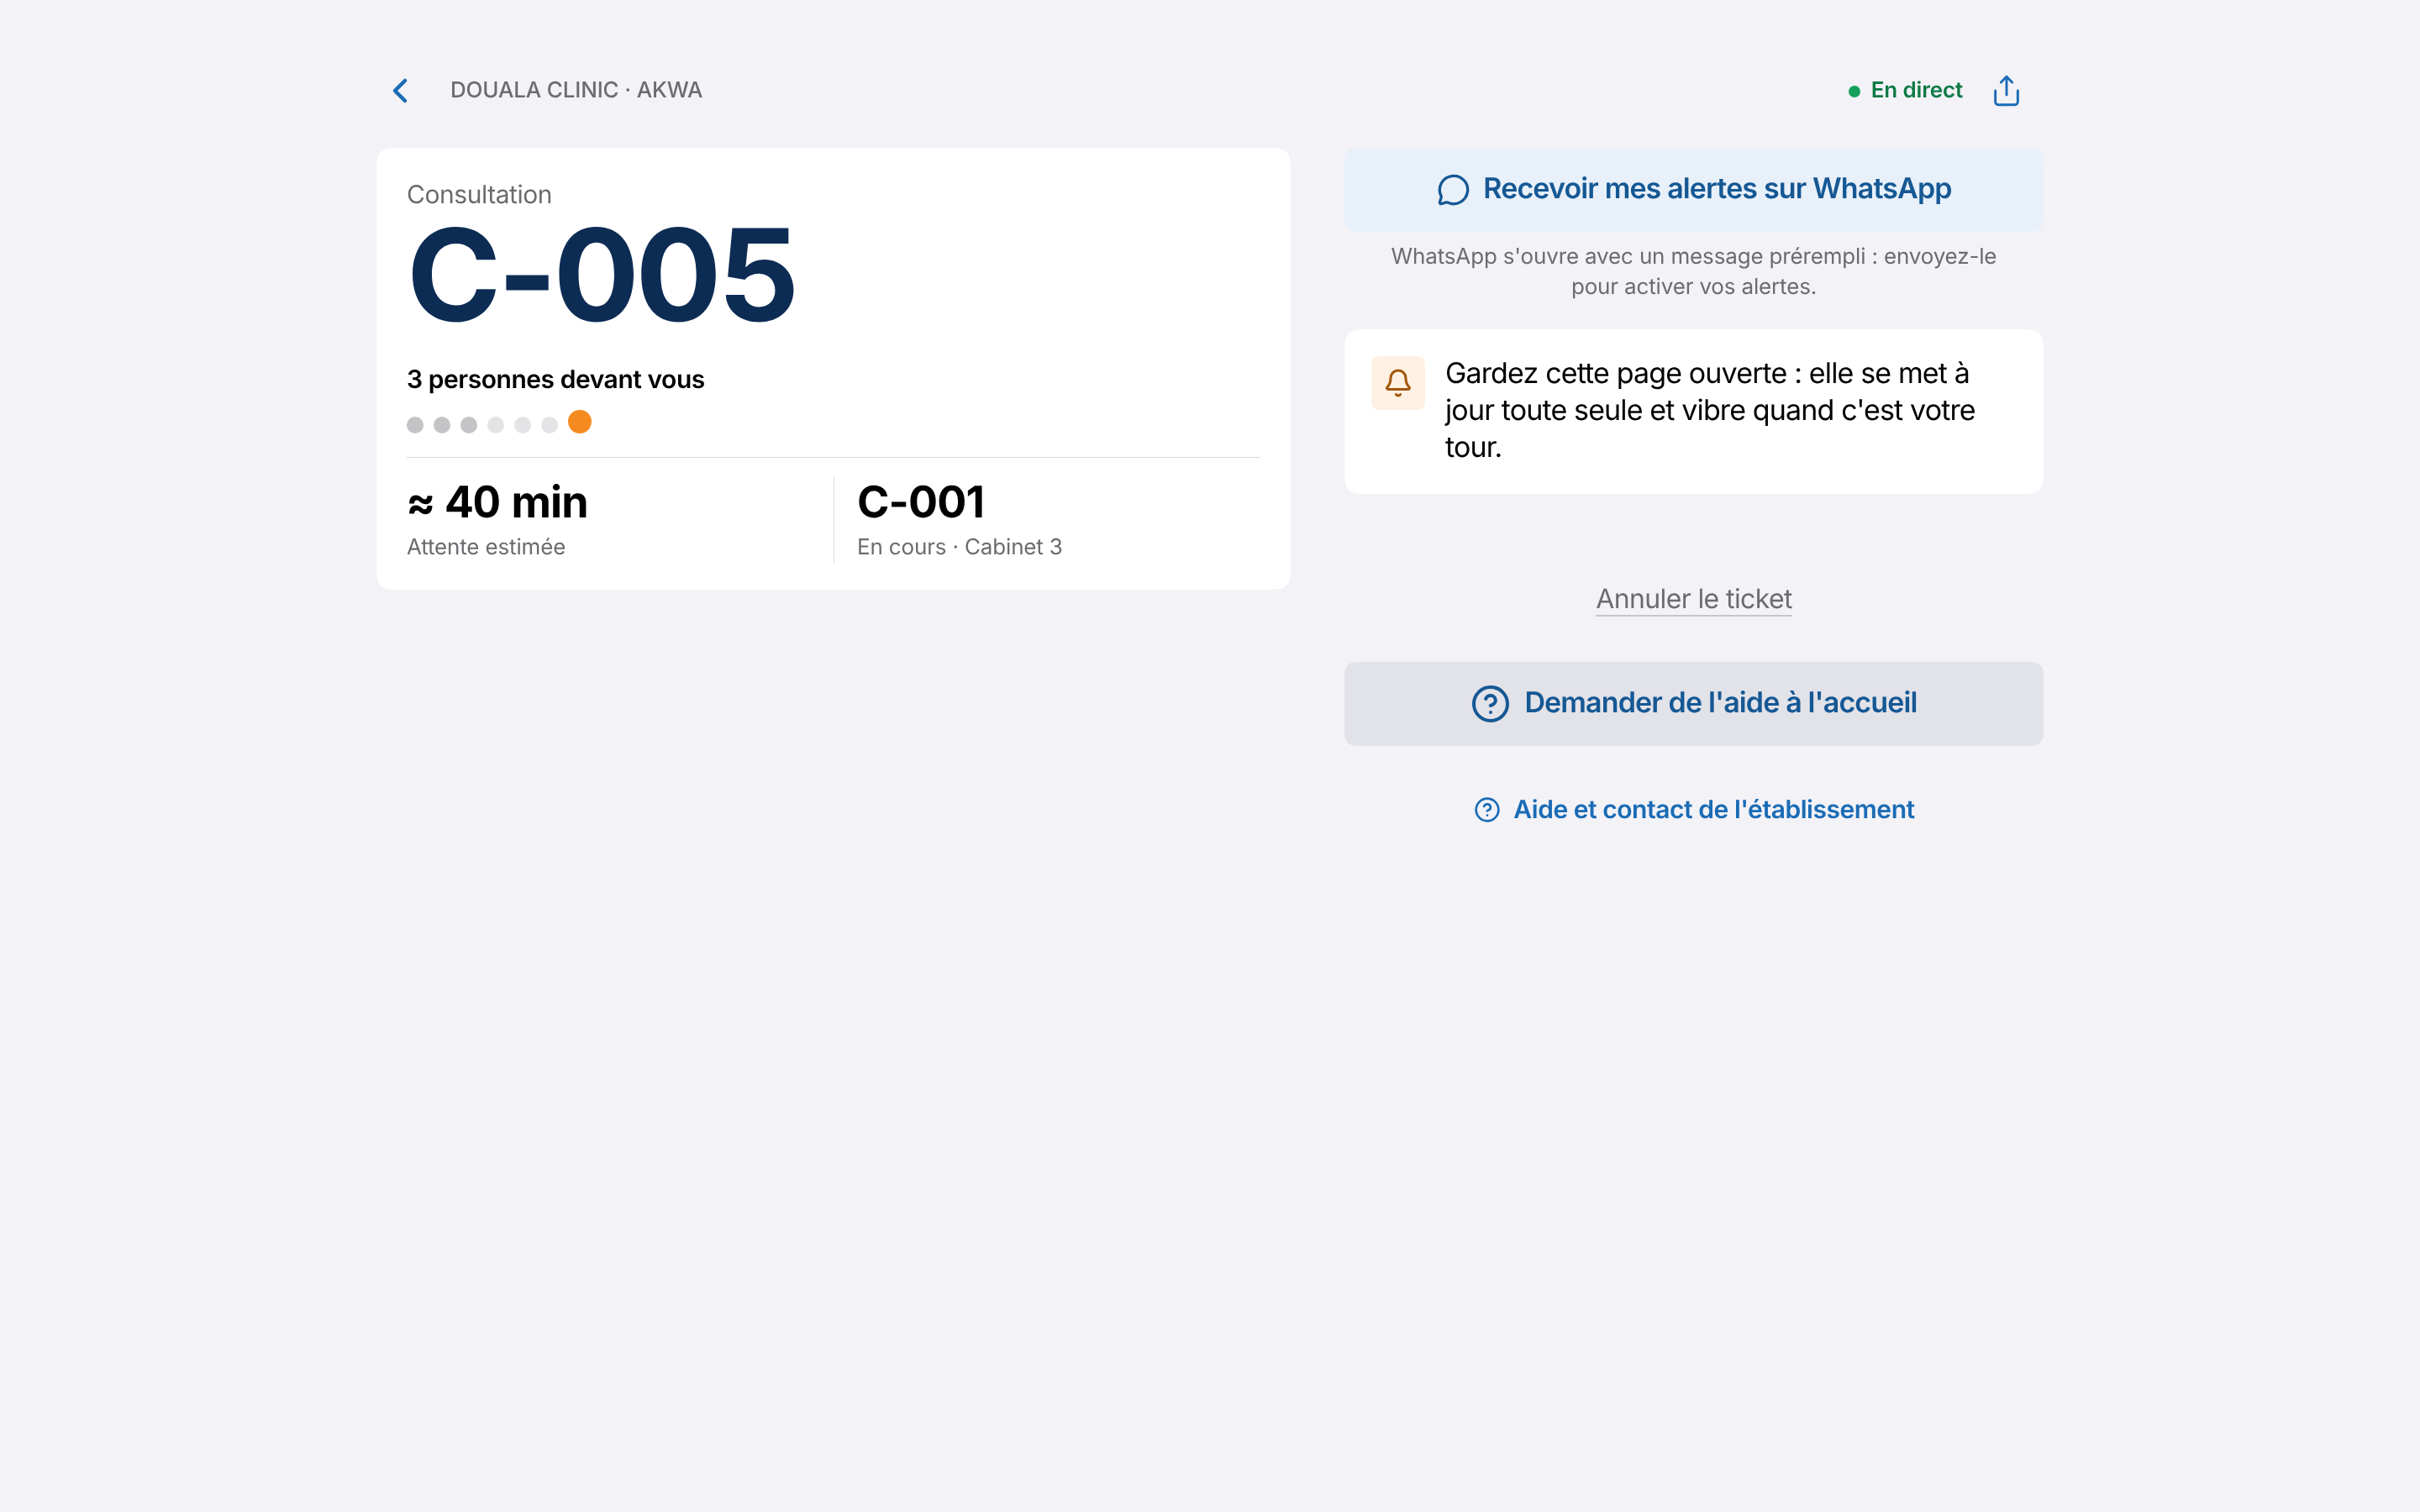 DOUALA CLINIC · AKWA
En direct
Consultation
C-005
3 personnes devant vous
≈ 40 min
Attente estimée
C-001
En cours · Cabinet 3
Recevoir mes alertes sur WhatsApp
WhatsApp s'ouvre avec un message prérempli : envoyez-le
pour activer vos alertes.
Gardez cette page ouverte : elle se met à
jour toute seule et vibre quand c'est votre
tour.
Annuler le ticket
Demander de l'aide à l'accueil
Aide et contact de l'établissement